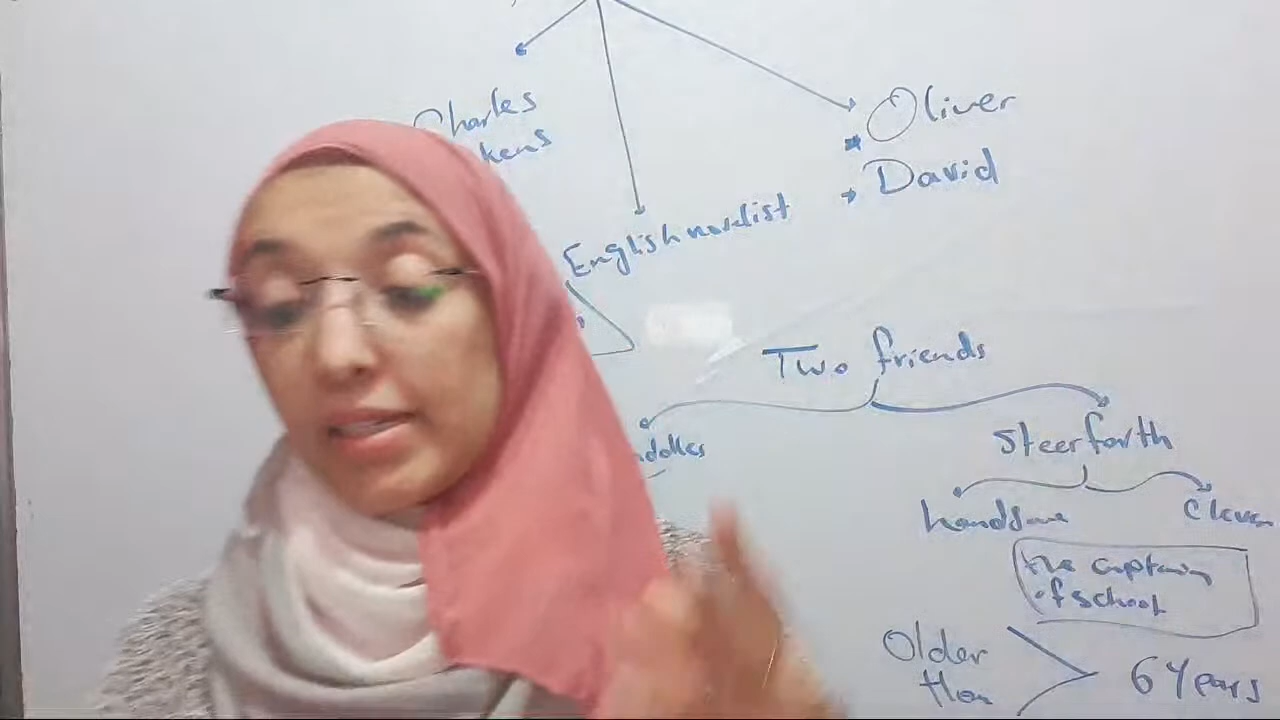 Charles
Oliver
David
English novelist
Two friends
Steerforth
handsome
Clever
the captain
of school
Older
than
6 years